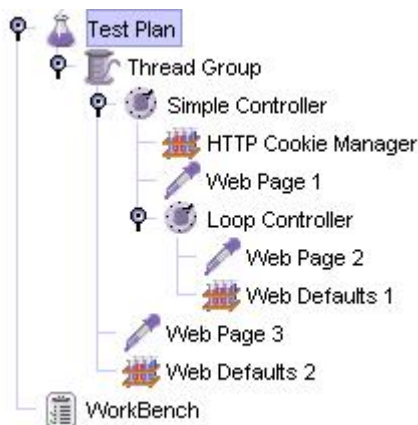 Test Plan
Thread Group
Simple Controller
HTTP Cookie Manager
Web Page 1
Loop Controller
Web Page 2
Web Defaults 1
Web Page 3
Web Defaults 2
WorkBench